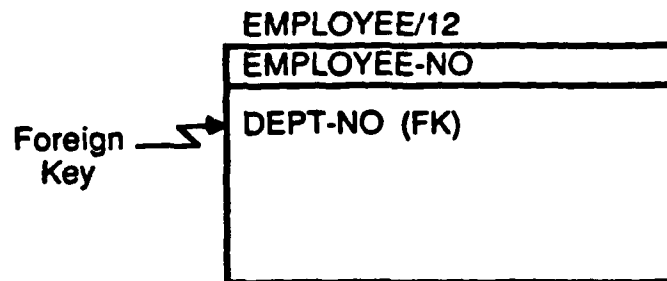 EMPLOYEE/12
EMPLOYEE-NO
DEPT-NO (FK)
Foreign
Key